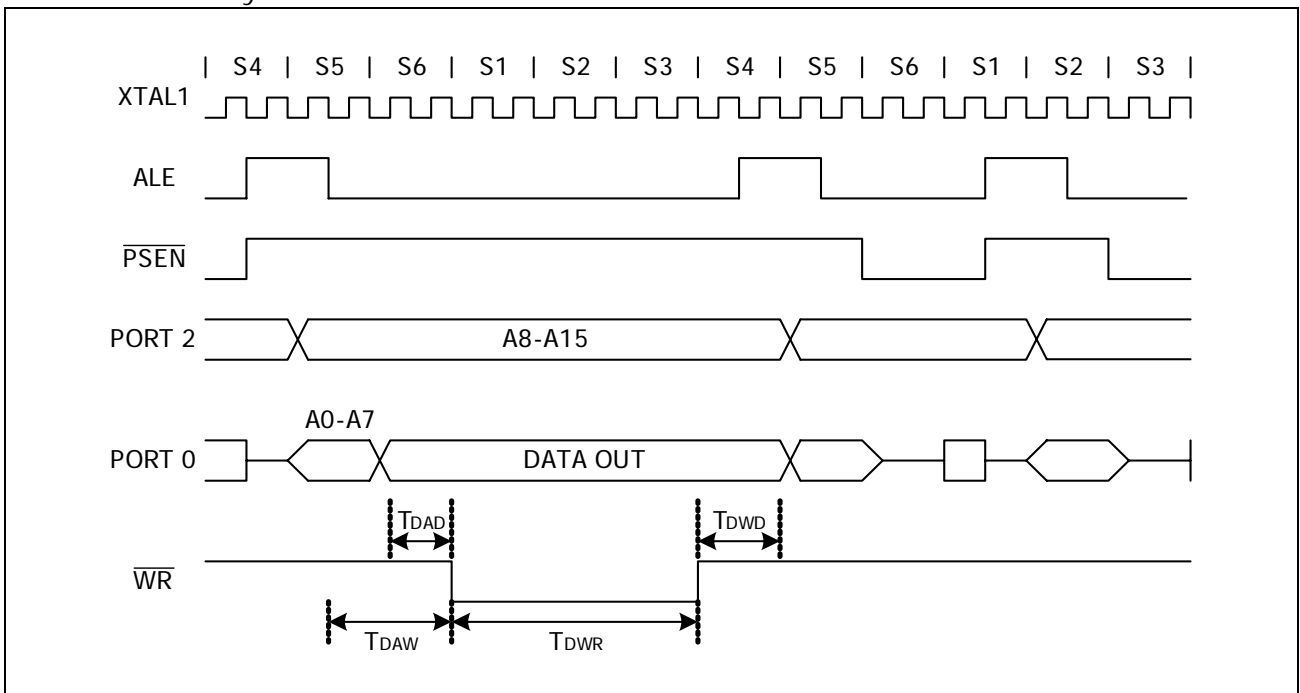 | S4 | S5 | S6 | S1 | S2 | S3 | S4 | S5 | S6 | S1 | S2 | S3 |
XTAL1
ALE
PSEN
PORT 2
A8-A15
A0-A7
PORT 0
DATA OUT
TDAD
TDWD
WR
TDAW
TDWR